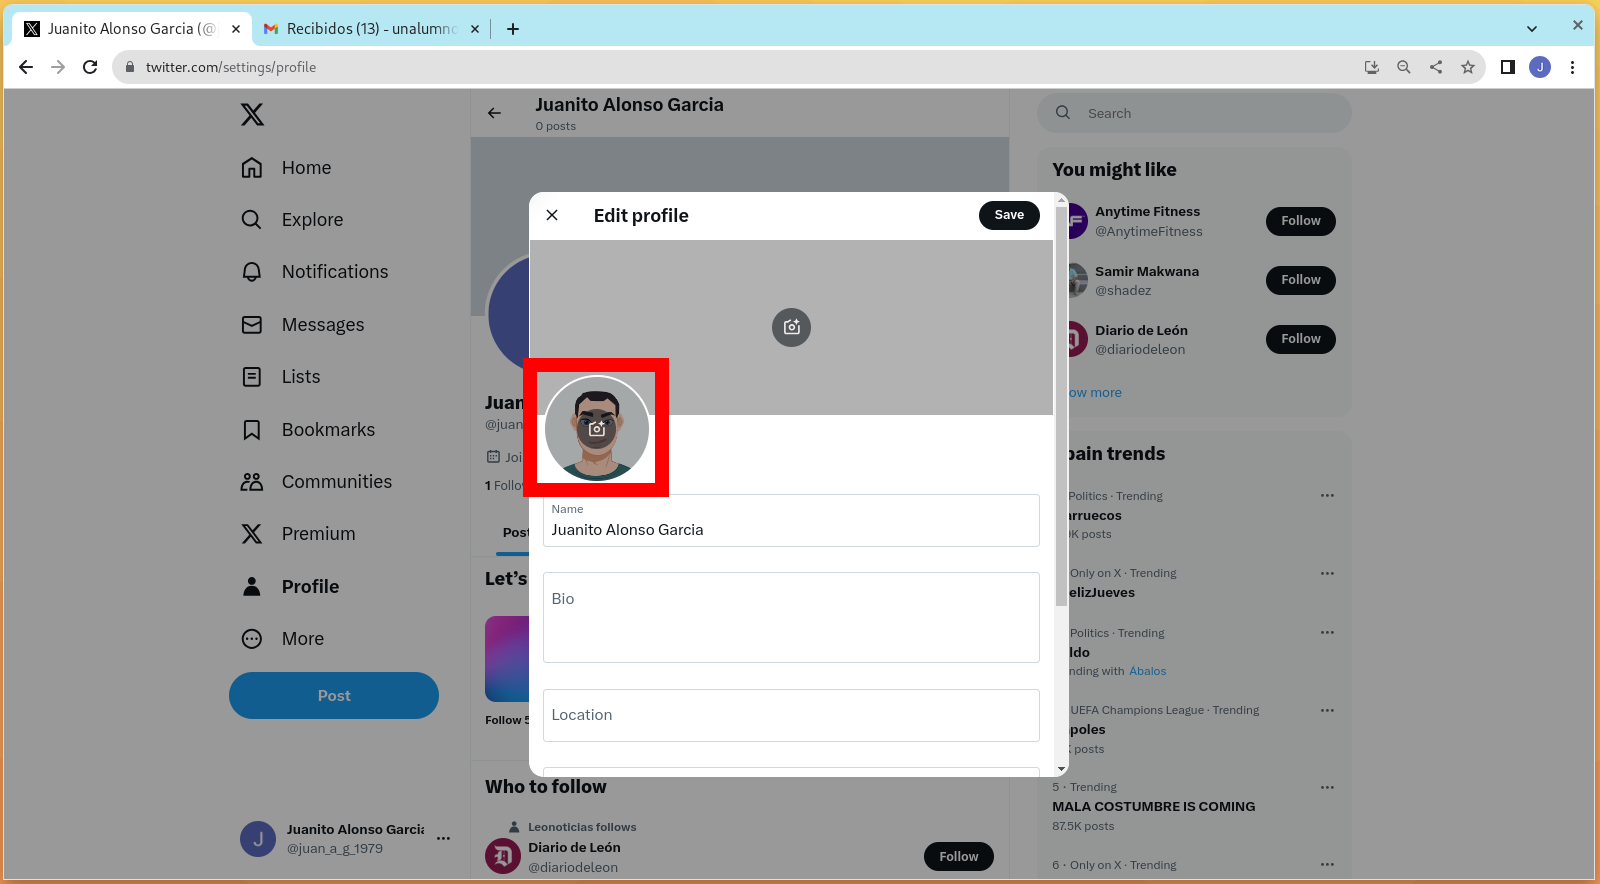 Juanito Alonso Garcia (@
Recibidos (13) - unalumno
twitter.com/settings/profile
J
Home
Explore
Notifications
Messages
Lists
Bookmarks
Communities
Premium
Profile
More
Post
J
Juanito Alonso Garcia
@juan_a_g_1979
Juanito Alonso Garcia
0 posts
Juan
@juan
Joi
1 Follow
Post
Let's
Follow 5
Who to follow
Leonoticias follows
Diario de León
@diariodeleon
Follow
Edit profile
Save
Name
Juanito Alonso Garcia
Bio
Location
Search
You might like
Anytime Fitness
@AnytimeFitness
Follow
Samir Makwana
@shadez
Follow
Diario de León
@diariodeleon
Follow
ow more
pain trends
Politics · Trending
arruecos
K posts
Only on X · Trending
elizJueves
Politics · Trending
ldo
nding with Ábalos
UEFA Champions League · Trending
poles
K posts
5 · Trending
MALA COSTUMBRE IS COMING
87.5K posts
6 · Only on X · Trending